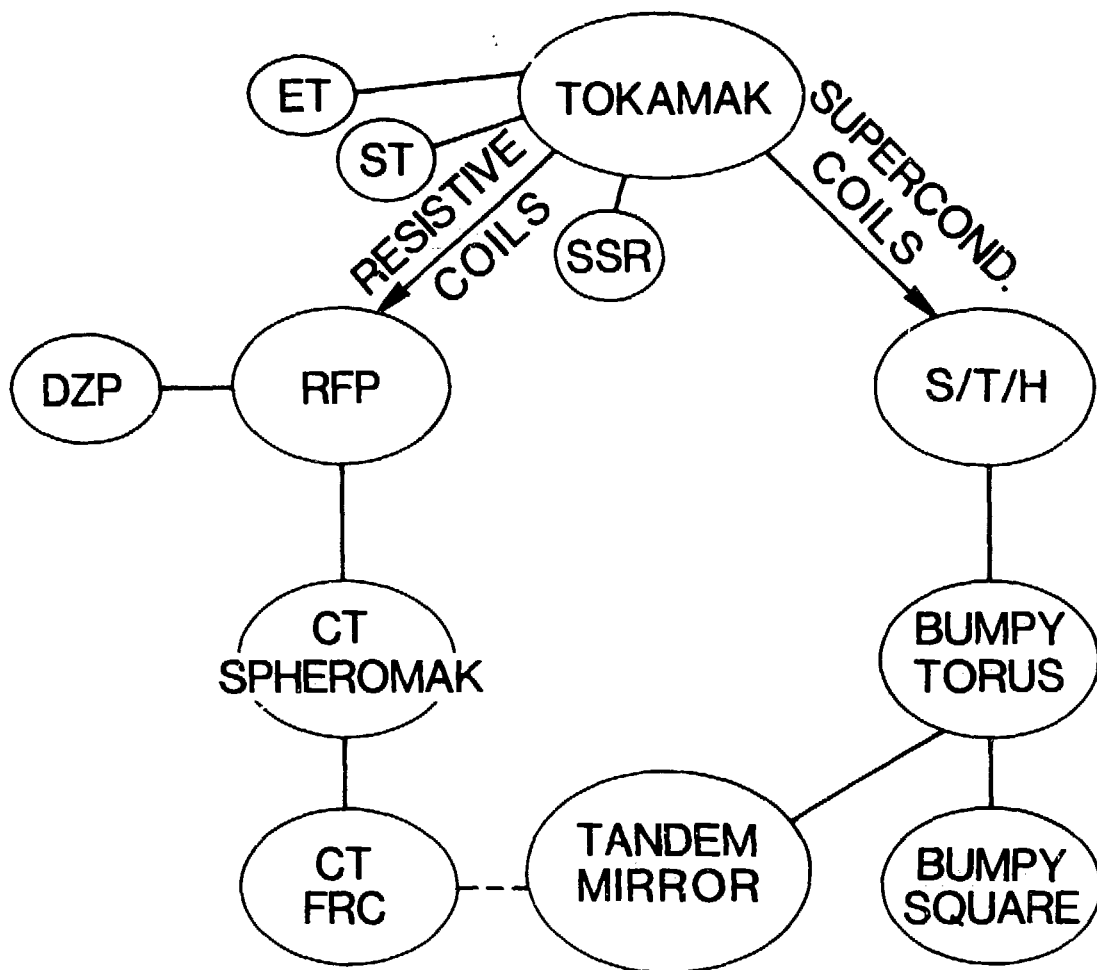 TOKAMAK
ET
ST
RESISTIVE
COILS
SUPERCOND.
COILS
SSR
DZP
RFP
S/T/H
CT
SPHEROMAK
BUMPY
TORUS
CT
FRC
TANDEM
MIRROR
BUMPY
SQUARE